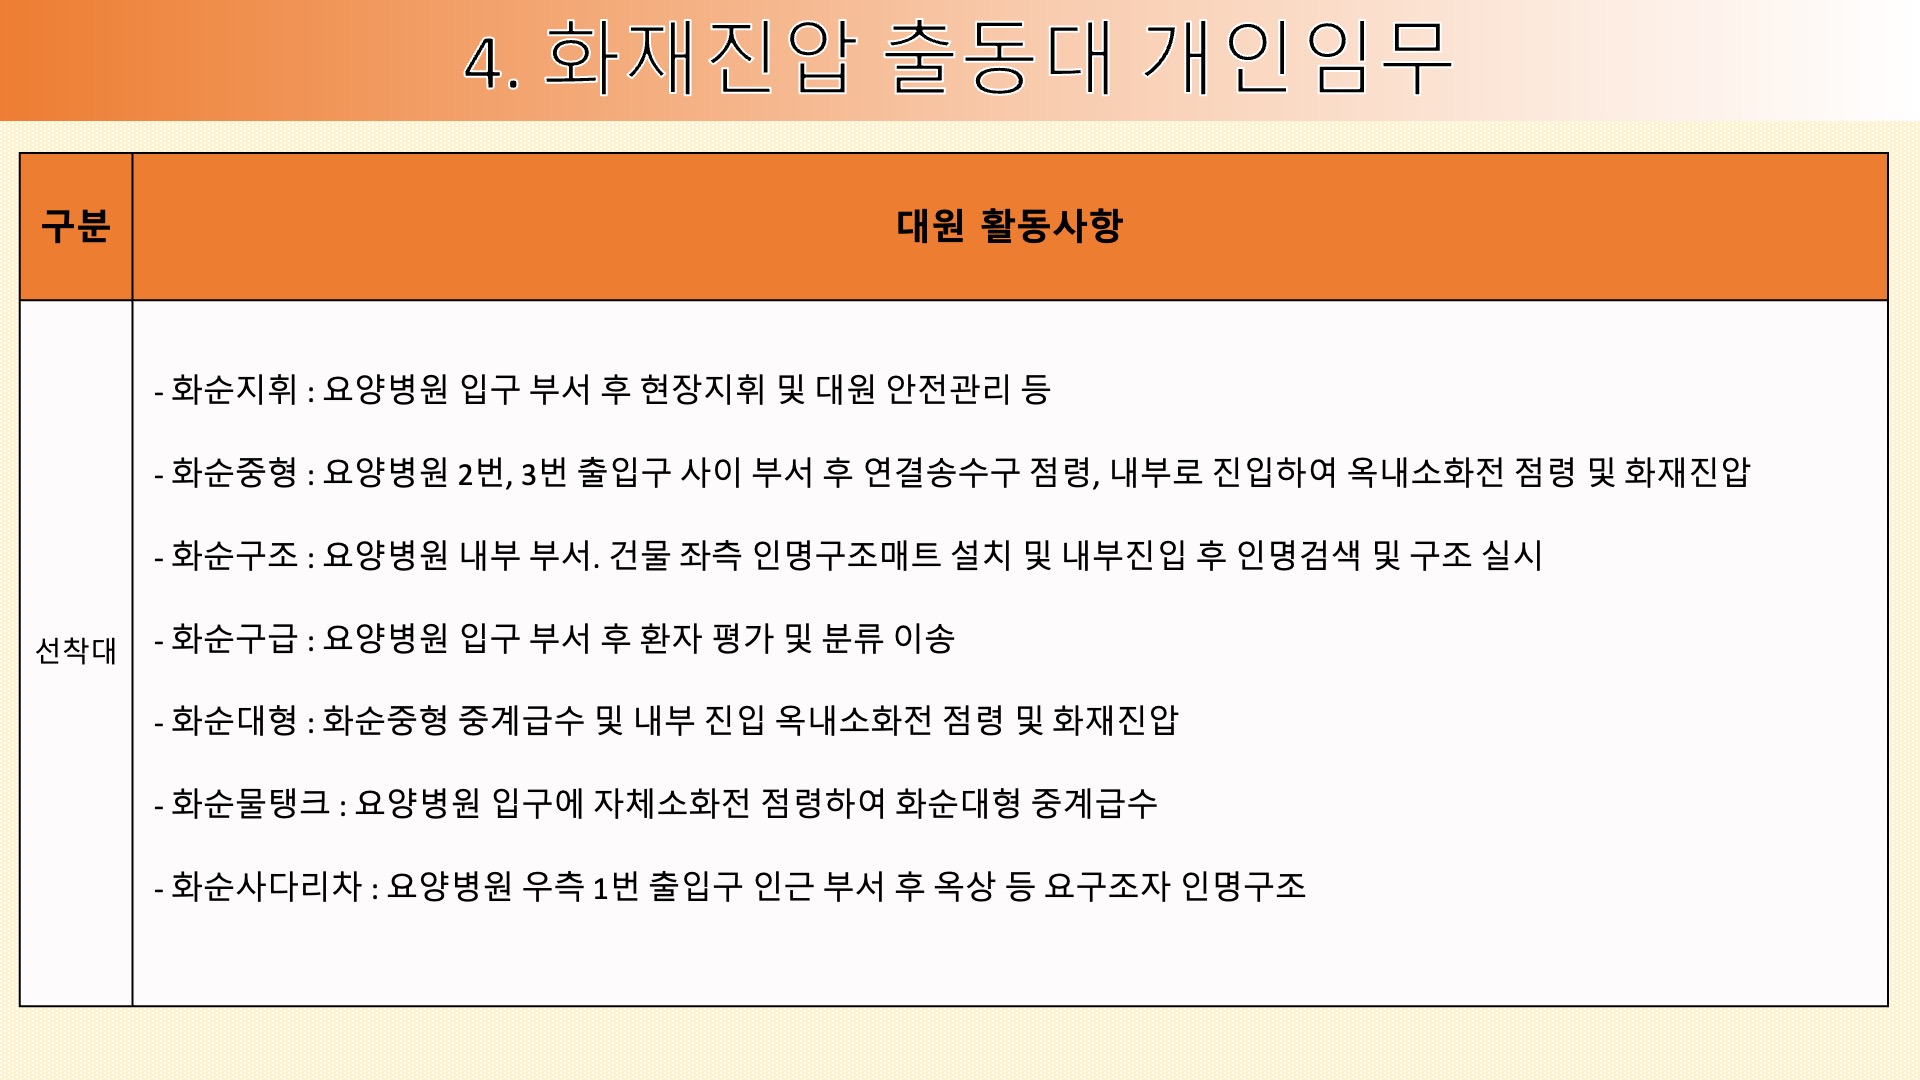 4. 화재진압 출동대 개인임무
구분
대원 활동사항
선착대
- 화순지휘 : 요양병원 입구 부서 후 현장지휘 및 대원 안전관리 등
- 화순중형 : 요양병원 2번, 3번 출입구 사이 부서 후 연결송수구 점령, 내부로 진입하여 옥내소화전 점령 및 화재진압
- 화순구조 : 요양병원 내부 부서. 건물 좌측 인명구조매트 설치 및 내부진입 후 인명검색 및 구조 실시
- 화순구급 : 요양병원 입구 부서 후 환자 평가 및 분류 이송
- 화순대형 : 화순중형 중계급수 및 내부 진입 옥내소화전 점령 및 화재진압
- 화순물탱크 : 요양병원 입구에 자체소화전 점령하여 화순대형 중계급수
- 화순사다리차 : 요양병원 우측 1번 출입구 인근 부서 후 옥상 등 요구조자 인명구조